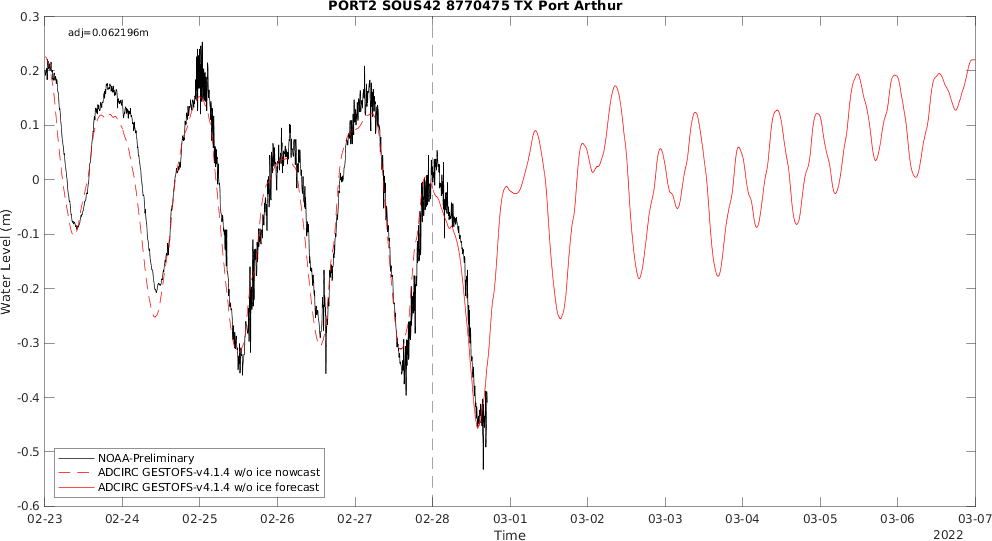 PORT2 SOUS42 8770475 TX Port Arthur
adj=0.062196m
0.3
0.2
0.1
0
-0.1
-0.2
-0.3
-0.4
-0.5
-0.6
Water Level (m)
NOAA-Preliminary
ADCIRC GESTOFS-v4.1.4 w/o ice nowcast
ADCIRC GESTOFS-v4.1.4 w/o ice forecast
02-23 02-24 02-25 02-26 02-27 02-28 03-01 03-02 03-03 03-04 03-05 03-06 03-07
Time
2022